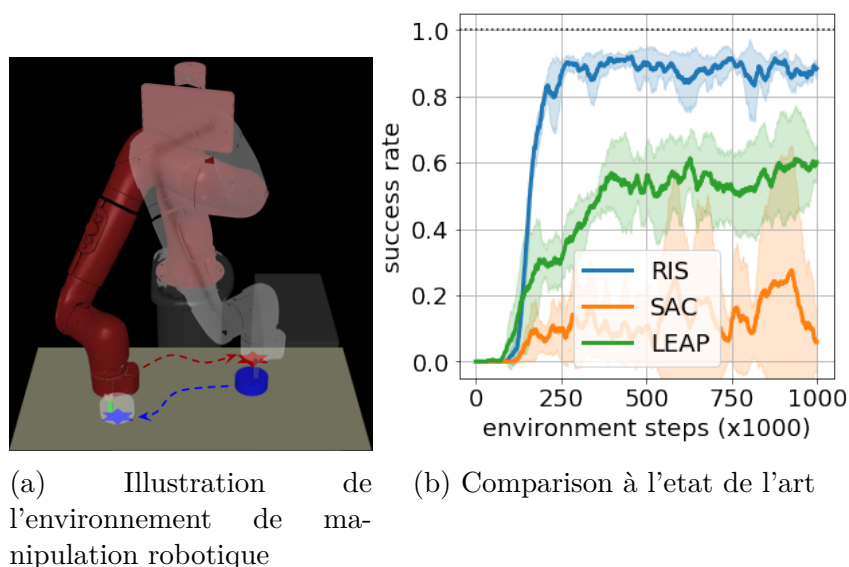 1.0
0.8
0.6
0.4
0.2
0.0
success rate
RIS
SAC
LEAP
0 250 500 750 1000
environment steps (x1000)
(a) Illustration de
l'environnement de ma-
nipulation robotique
(b) Comparison à l'etat de l'art